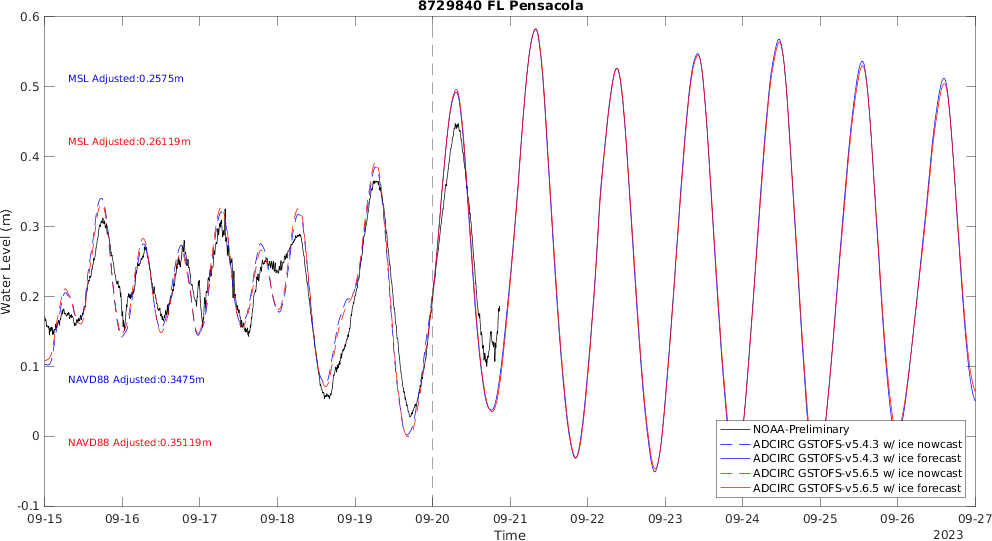 8729840 FL Pensacola
0.6
0.5
0.4
0.3
0.2
0.1
0
-0.1
Water Level (m)
MSL Adjusted:0.2575m
MSL Adjusted:0.26119m
NAVD88 Adjusted:0.3475m
NAVD88 Adjusted:0.35119m
NOAA-Preliminary
ADCIRC GSTOFS-v5.4.3 w/ ice nowcast
ADCIRC GSTOFS-v5.4.3 w/ ice forecast
ADCIRC GSTOFS-v5.6.5 w/ ice nowcast
ADCIRC GSTOFS-v5.6.5 w/ ice forecast
09-15 09-16 09-17 09-18 09-19 09-20 09-21 09-22 09-23 09-24 09-25 09-26 09-27
Time
2023